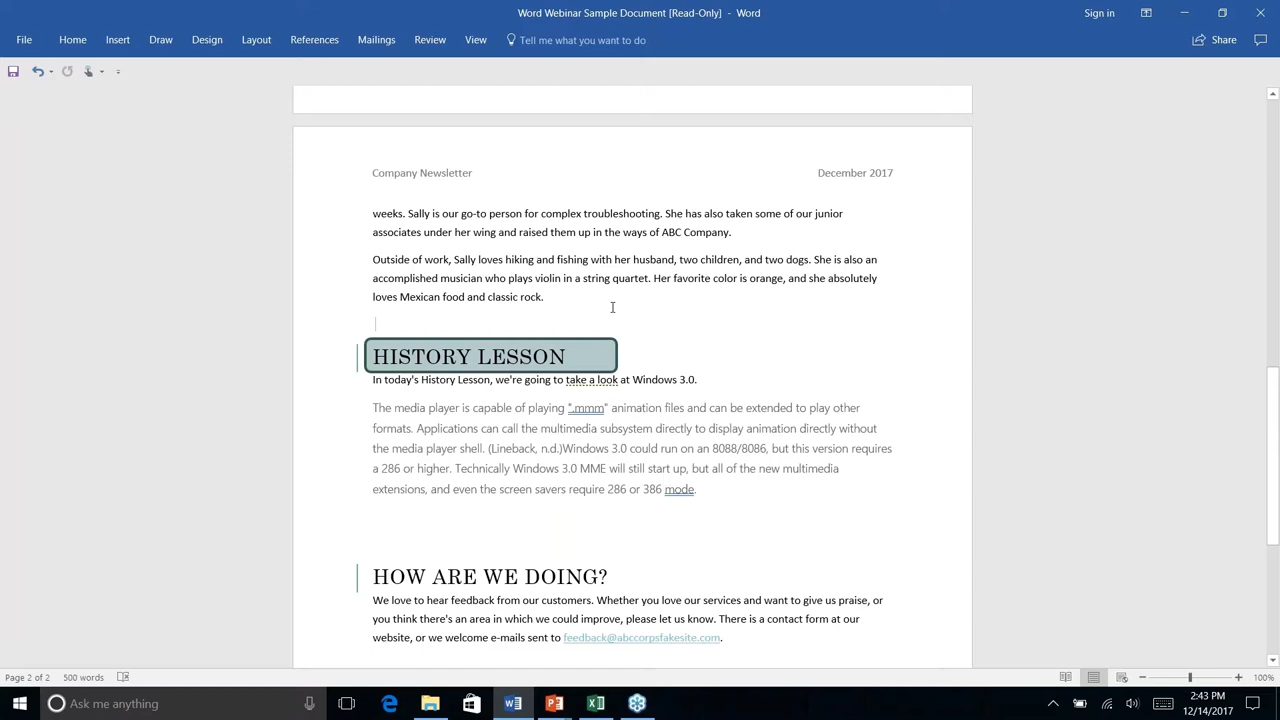 Word Webinar Sample Document [Read-Only] - Word
Sign in
File Home Insert Draw Design Layout References Mailings Review View Tell me what you want to do Share
Company Newsletter December 2017
weeks. Sally is our go-to person for complex troubleshooting. She has also taken some of our junior
associates under her wing and raised them up in the ways of ABC Company.
Outside of work, Sally loves hiking and fishing with her husband, two children, and two dogs. She is also an
accomplished musician who plays violin in a string quartet. Her favorite color is orange, and she absolutely
loves Mexican food and classic rock.
HISTORY LESSON
In today's History Lesson, we're going to take a look at Windows 3.0.
The media player is capable of playing ".mmm" animation files and can be extended to play other
formats. Applications can call the multimedia subsystem directly to display animation directly without
the media player shell. (Lineback, n.d.)Windows 3.0 could run on an 8088/8086, but this version requires
a 286 or higher. Technically Windows 3.0 MME will still start up, but all of the new multimedia
extensions, and even the screen savers require 286 or 386 mode.
HOW ARE WE DOING?
We love to hear feedback from our customers. Whether you love our services and want to give us praise, or
you think there's an area in which we could improve, please let us know. There is a contact form at our
website, or we welcome e-mails sent to feedback@abccorpsfakesite.com.
Page 2 of 2 500 words 100%
Ask me anything
2:43 PM
12/14/2017